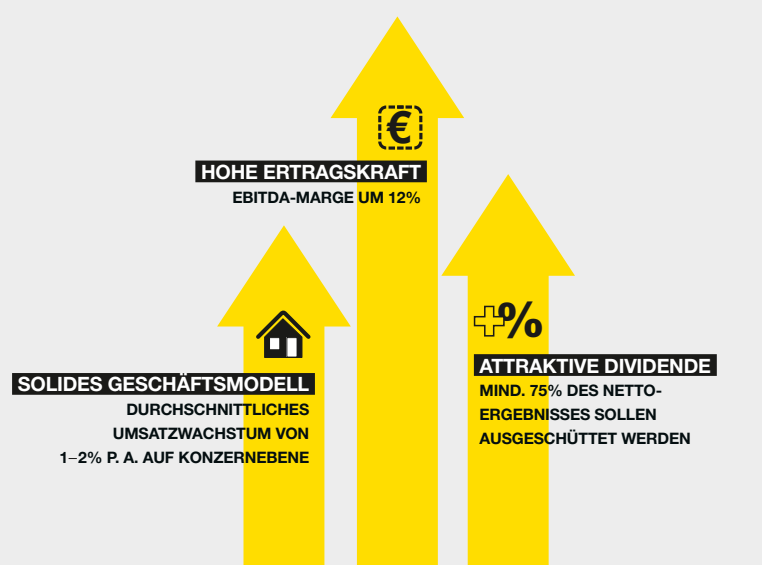 €
HOHE ERTRAGSKRAFT
EBITDA-MARGE UM 12%
SOLIDES GESCHÄFTSMODELL
DURCHSCHNITTLICHES
UMSATZWACHSTUM VON
1–2% P. A. AUF KONZERNEBENE
+%
ATTRAKTIVE DIVIDENDE
MIND. 75% DES NETTO-
ERGEBNISSES SOLLEN
AUSGESCHÜTTET WERDEN